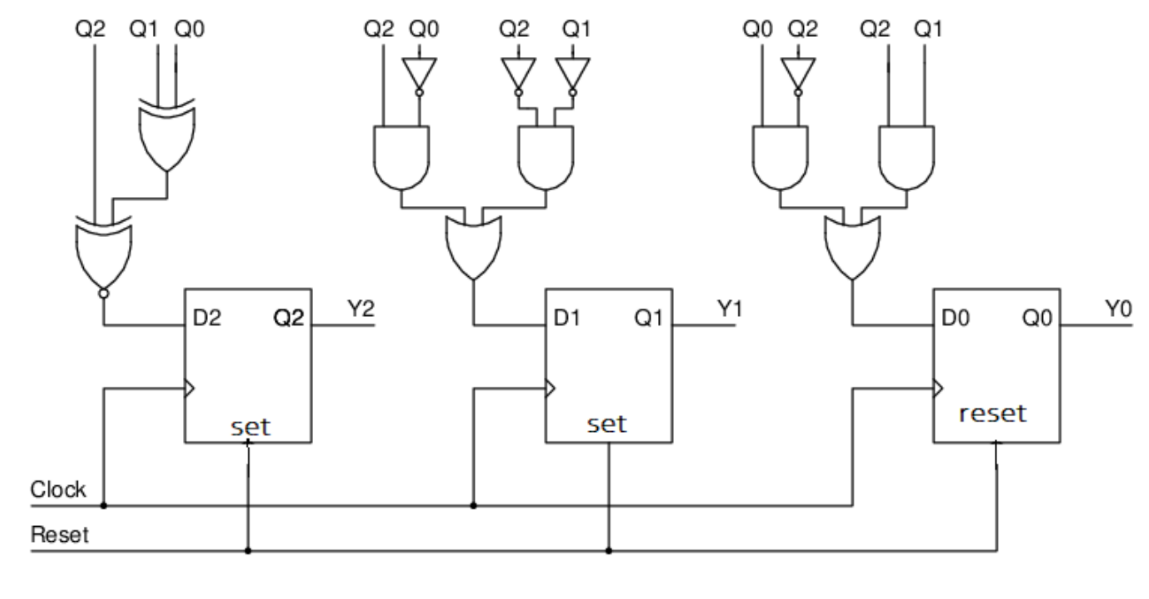 Q2 Q1 Q0 Q2 Q0 Q2 Q1 Q0 Q2 Q2 Q1
D2 Q2 Y2 D1 Q1 Y1 D0 Q0 Y0
set set reset
Clock
Reset